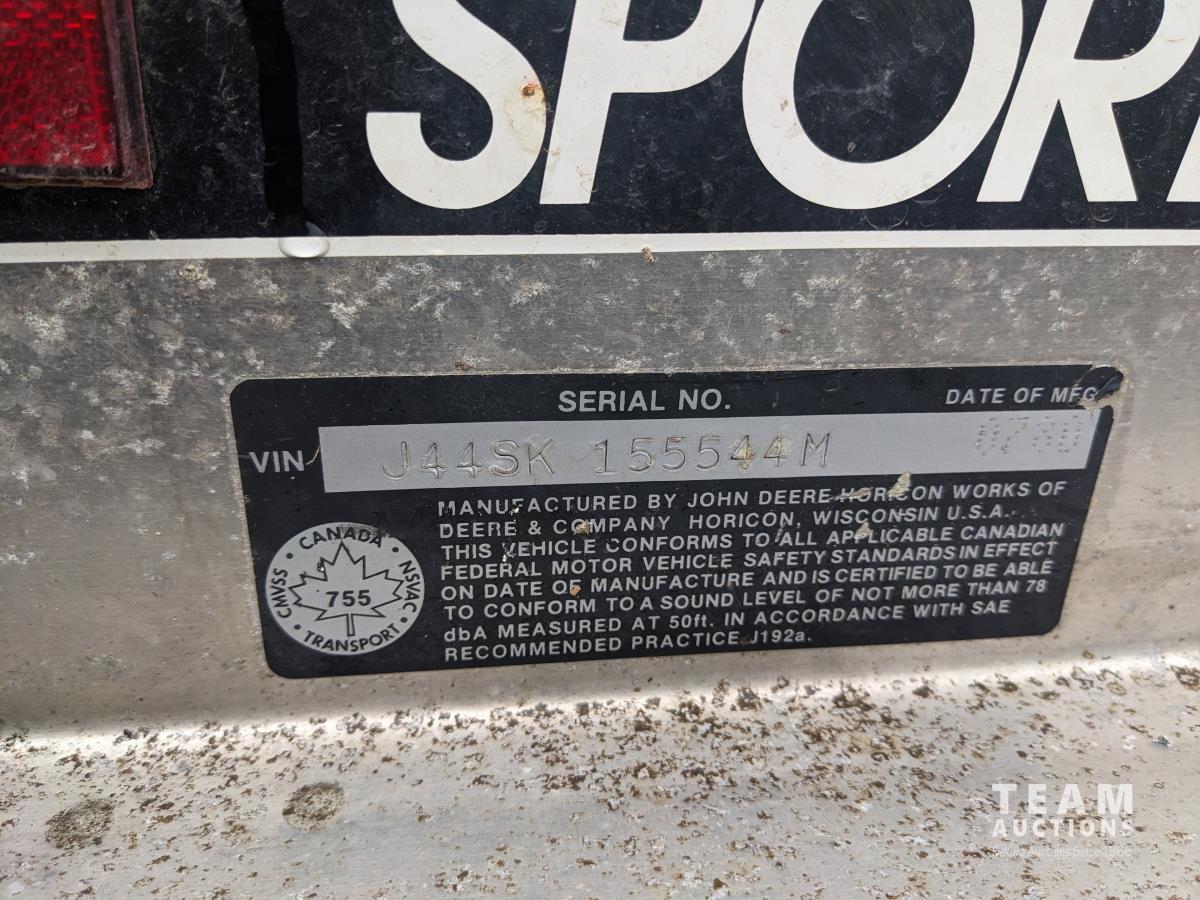 SPOR
SERIAL NO.
DATE OF MFG
VIN J44SK 155544M 0780
MANUFACTURED BY JOHN DEERE HORICON WORKS OF
DEERE & COMPANY HORICON, WISCONSIN U.S.A.
THIS VEHICLE CONFORMS TO ALL APPLICABLE CANADIAN
FEDERAL MOTOR VEHICLE SAFETY STANDARDS IN EFFECT
ON DATE OF MANUFACTURE AND IS CERTIFIED TO BE ABLE
TO CONFORM TO A SOUND LEVEL OF NOT MORE THAN 78
dbA MEASURED AT 50ft. IN ACCORDANCE WITH SAE
RECOMMENDED PRACTICE J192a.
CANADA · NSVAC · TRANSPORT · CMVSS ·
755
TEAM
AUCTIONS